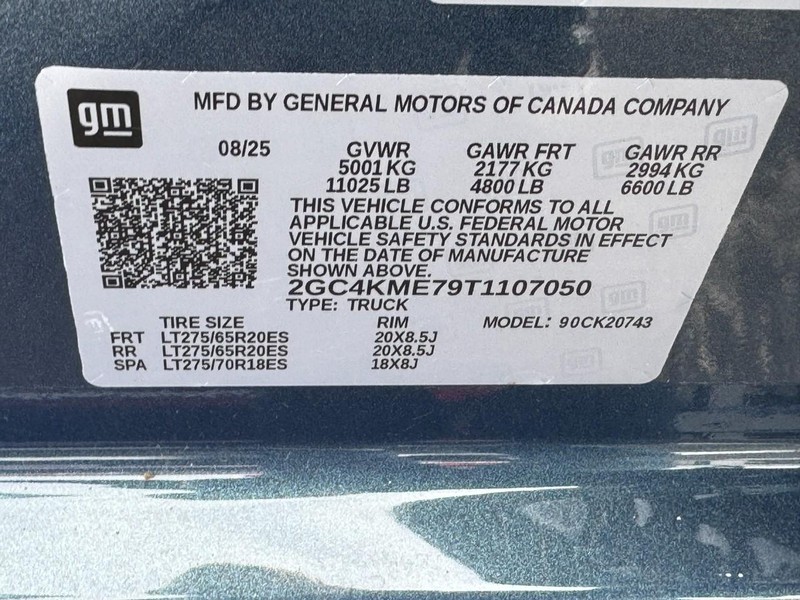 gm
MFD BY GENERAL MOTORS OF CANADA COMPANY
08/25 GVWR GAWR FRT GAWR RR
5001 KG 2177 KG 2994 KG
11025 LB 4800 LB 6600 LB
THIS VEHICLE CONFORMS TO ALL
APPLICABLE U.S. FEDERAL MOTOR
VEHICLE SAFETY STANDARDS IN EFFECT
ON THE DATE OF MANUFACTURE
SHOWN ABOVE.
2GC4KME79T1107050
TYPE: TRUCK
TIRE SIZE RIM MODEL: 90CK20743
FRT LT275/65R20ES 20X8.5J
RR LT275/65R20ES 20X8.5J
SPA LT275/70R18ES 18X8J